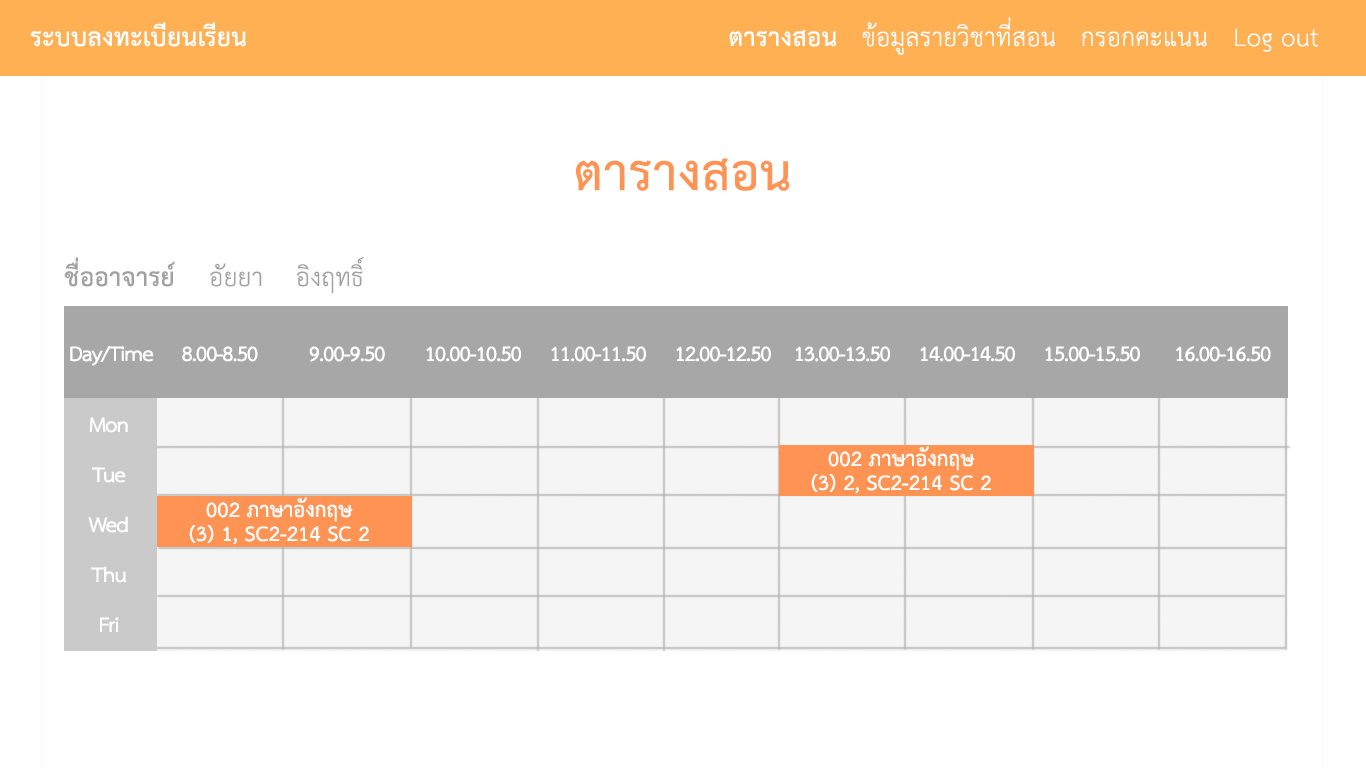 ระบบลงทะเบียนเรียน ตารางสอน ข้อมูลรายวิชาที่สอน กรอกคะแนน Log out
ตารางสอน
ชื่ออาจารย์ อัยยา อิงฤทธิ์
Day/Time 8.00-8.50 9.00-9.50 10.00-10.50 11.00-11.50 12.00-12.50 13.00-13.50 14.00-14.50 15.00-15.50 16.00-16.50
Mon
Tue
002 ภาษาอังกฤษ
(3) 2, SC2-214 SC 2
Wed
002 ภาษาอังกฤษ
(3) 1, SC2-214 SC 2
Thu
Fri